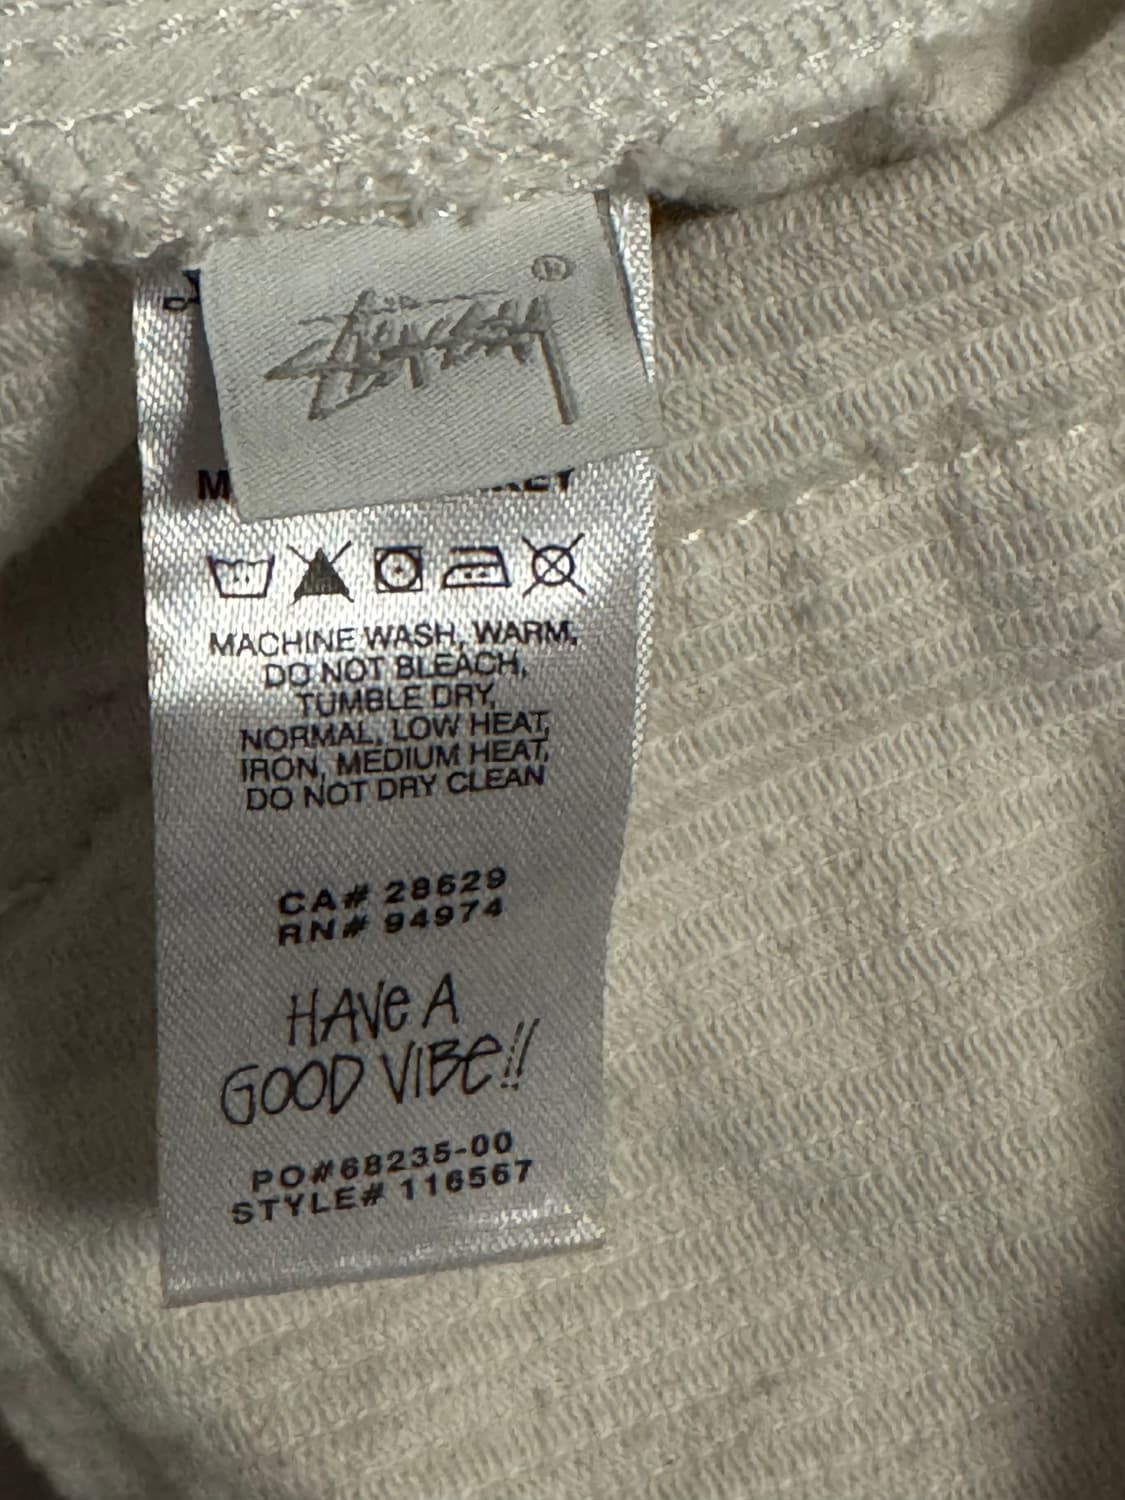 Stüssy ®
MACHINE WASH, WARM,
DO NOT BLEACH,
TUMBLE DRY,
NORMAL, LOW HEAT,
IRON, MEDIUM HEAT,
DO NOT DRY CLEAN
CA# 28629
RN# 94974
HAVe A
GOOD VIBe!!
PO#68235-00
STYLE# 116567